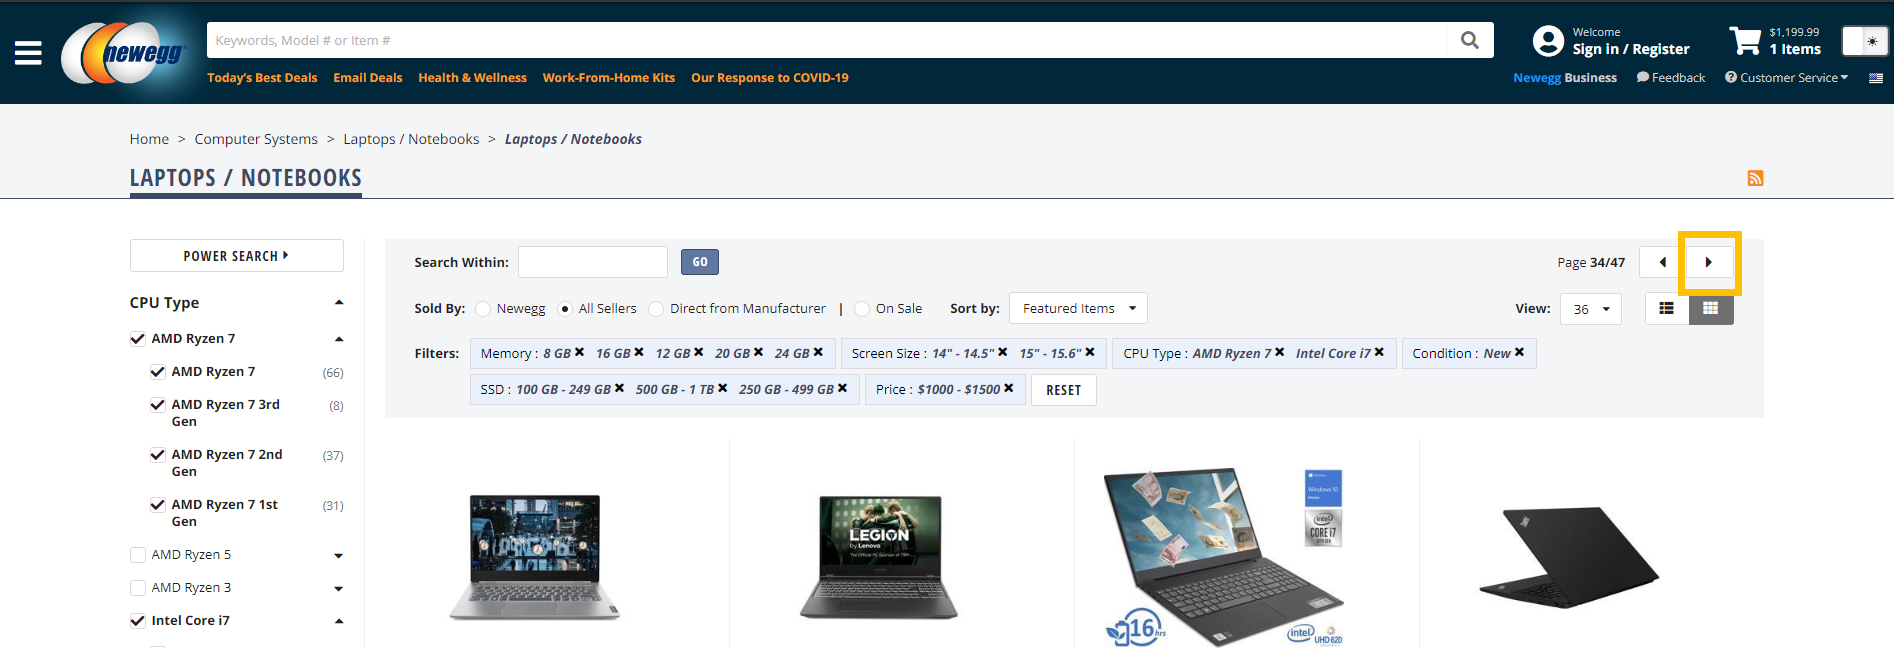 newegg
Keywords, Model # or Item #
Welcome
Sign in / Register
$1,199.99
1 Items
Today's Best Deals Email Deals Health & Wellness Work-From-Home Kits Our Response to COVID-19
Newegg Business Feedback Customer Service
Home > Computer Systems > Laptops / Notebooks > Laptops / Notebooks
LAPTOPS / NOTEBOOKS
POWER SEARCH
CPU Type
AMD Ryzen 7
AMD Ryzen 7 (66)
AMD Ryzen 7 3rd Gen (8)
AMD Ryzen 7 2nd Gen (37)
AMD Ryzen 7 1st Gen (31)
AMD Ryzen 5
AMD Ryzen 3
Intel Core i7
Search Within: GO Page 34/47
Sold By: Newegg All Sellers Direct from Manufacturer | On Sale Sort by: Featured Items View: 36
Filters: Memory : 8 GB 16 GB 12 GB 20 GB 24 GB Screen Size : 14" - 14.5" 15" - 15.6" CPU Type : AMD Ryzen 7 Intel Core i7 Condition : New
SSD : 100 GB - 249 GB 500 GB - 1 TB 250 GB - 499 GB Price : $1000 - $1500 RESET
LEGION
by Lenovo
Windows 10
intel
CORE i7
16 hrs
intel UHD 620